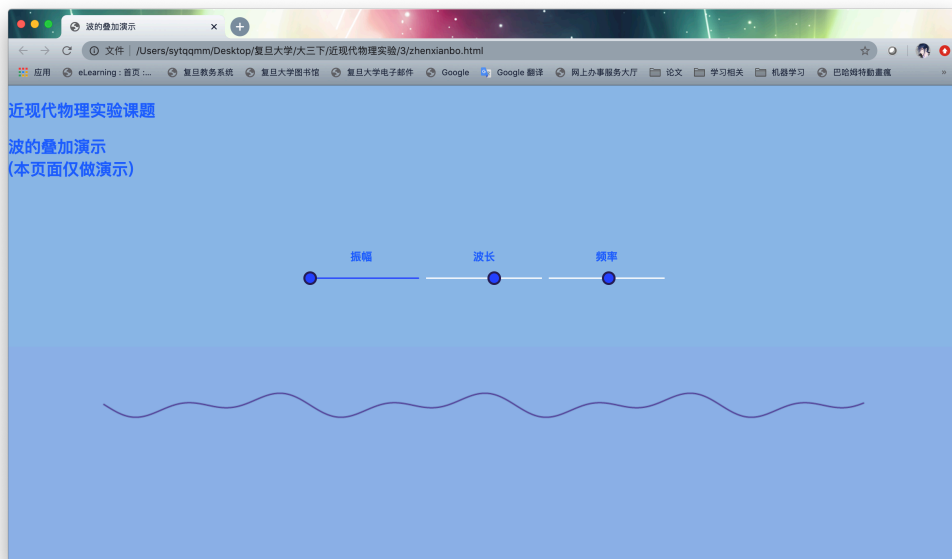 波的叠加演示
文件 /Users/sytqqmm/Desktop/复旦大学/大三下/近现代物理实验/3/zhenxianbo.html
应用 eLearning : 首页 :... 复旦教务系统 复旦大学图书馆 复旦大学电子邮件 Google Google 翻译 网上办事服务大厅 论文 学习相关 机器学习 巴哈姆特動畫瘋 »
近现代物理实验课题
波的叠加演示
(本页面仅做演示)
振幅 波长 频率